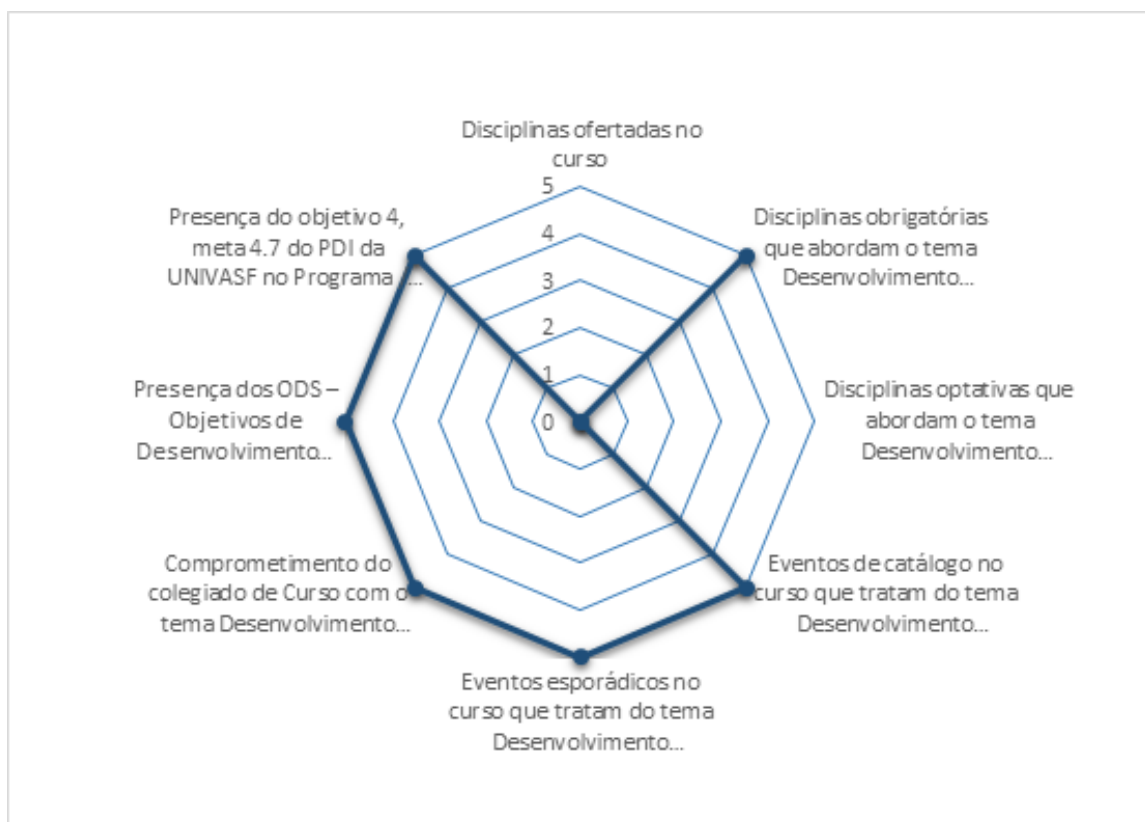 Disciplinas ofertadas no
curso
5
4
3
2
1
0
Disciplinas obrigatórias
que abordam o tema
Desenvolvimento...
Disciplinas optativas que
abordam o tema
Desenvolvimento...
Eventos de catálogo no
curso que tratam do tema
Desenvolvimento...
Eventos esporádicos no
curso que tratam do tema
Desenvolvimento...
Comprometimento do
colegiado de Curso com o
tema Desenvolvimento...
Presença dos ODS –
Objetivos de
Desenvolvimento...
Presença do objetivo 4,
meta 4.7 do PDI da
UNIVASF no Programa ...